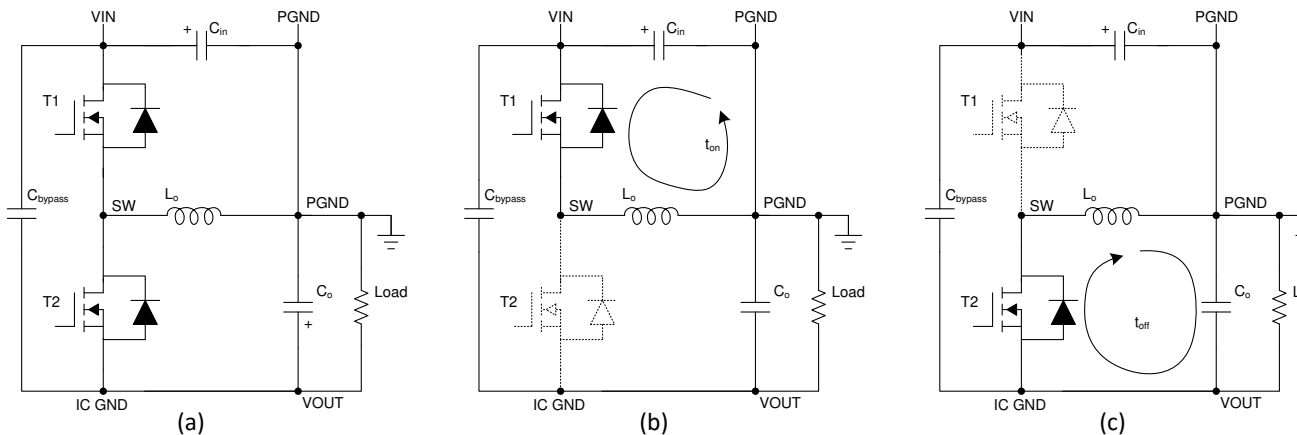 VIN
PGND
+
Cin
T1
Cbypass
SW
Lo
PGND
T2
Co
+
Load
IC GND
VOUT
(a)
VIN
PGND
+
Cin
T1
ton
Cbypass
SW
Lo
PGND
T2
Co
Load
IC GND
VOUT
(b)
VIN
PGND
+
Cin
T1
Cbypass
SW
Lo
PGND
T2
toff
Co
L
IC GND
VOUT
(c)